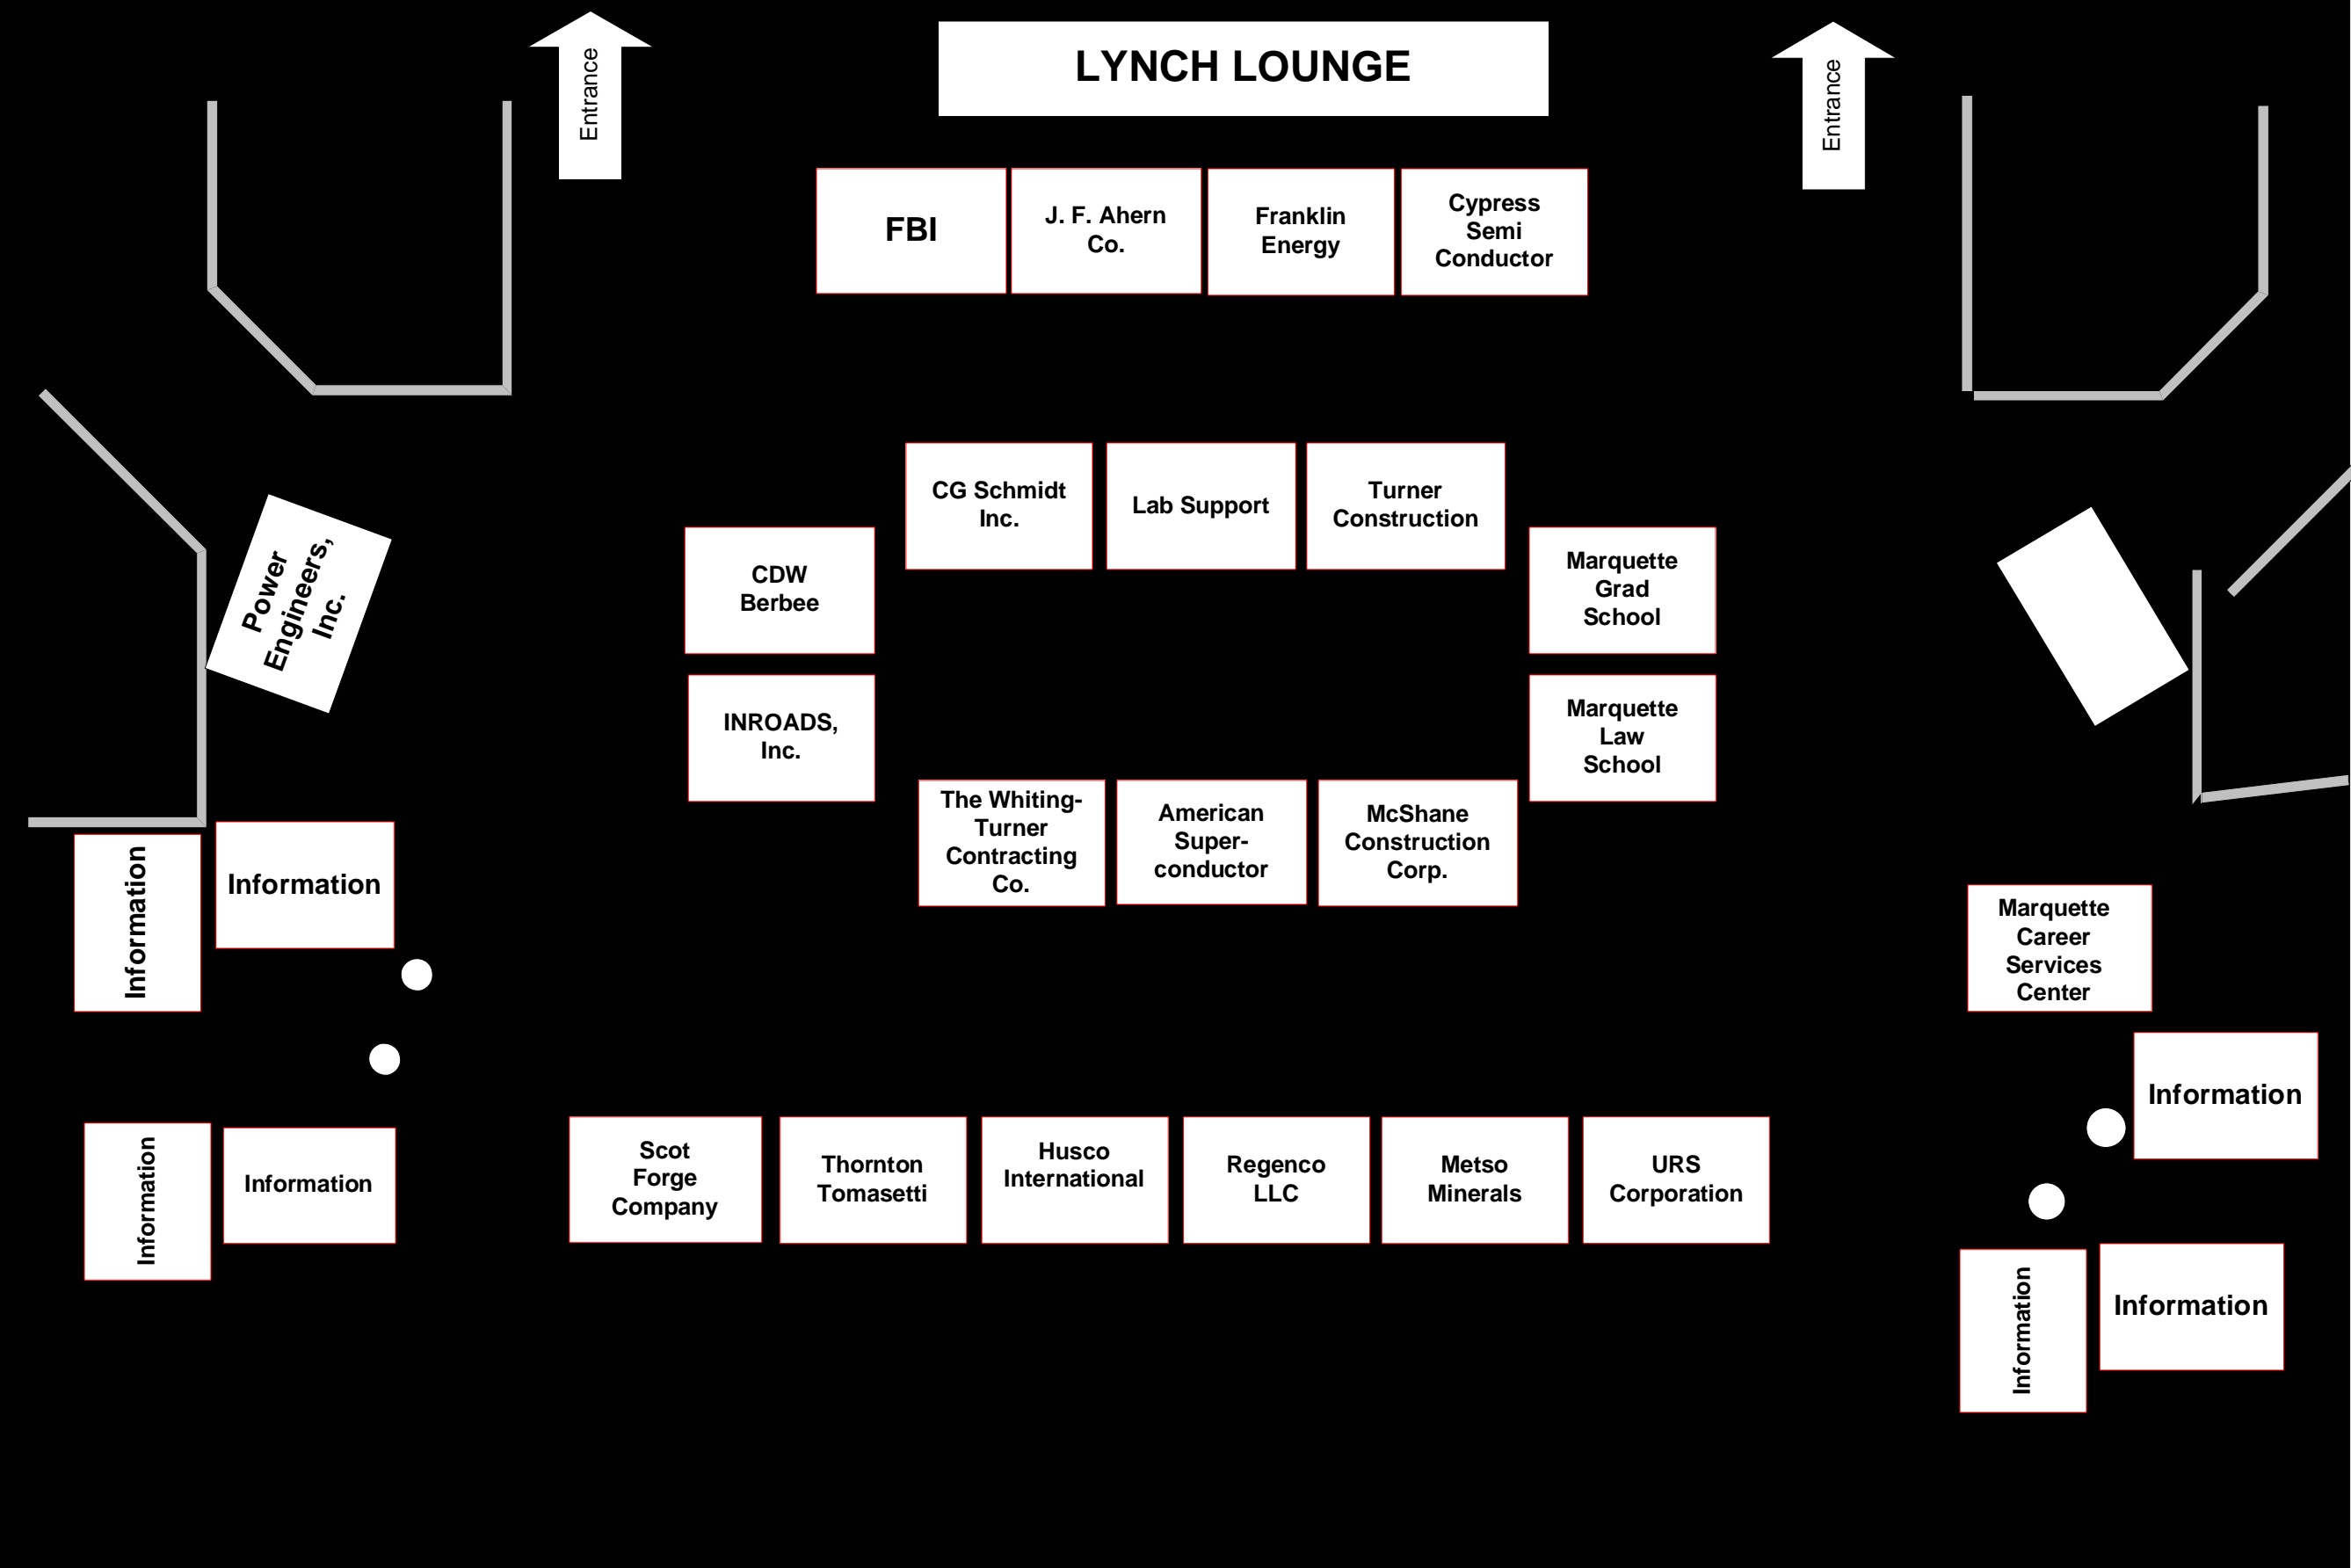 Entrance
LYNCH LOUNGE
Entrance
FBI
J. F. Ahern
Co.
Franklin
Energy
Cypress
Semi
Conductor
CG Schmidt
Inc.
Lab Support
Turner
Construction
Power
Engineers,
Inc.
CDW
Berbee
Marquette
Grad
School
INROADS,
Inc.
Marquette
Law
School
The Whiting-
Turner
Contracting
Co.
American
Super-
conductor
McShane
Construction
Corp.
Information
Information
Marquette
Career
Services
Center
Information
Information
Information
Scot
Forge
Company
Thornton
Tomasetti
Husco
International
Regenco
LLC
Metso
Minerals
URS
Corporation
Information
Information